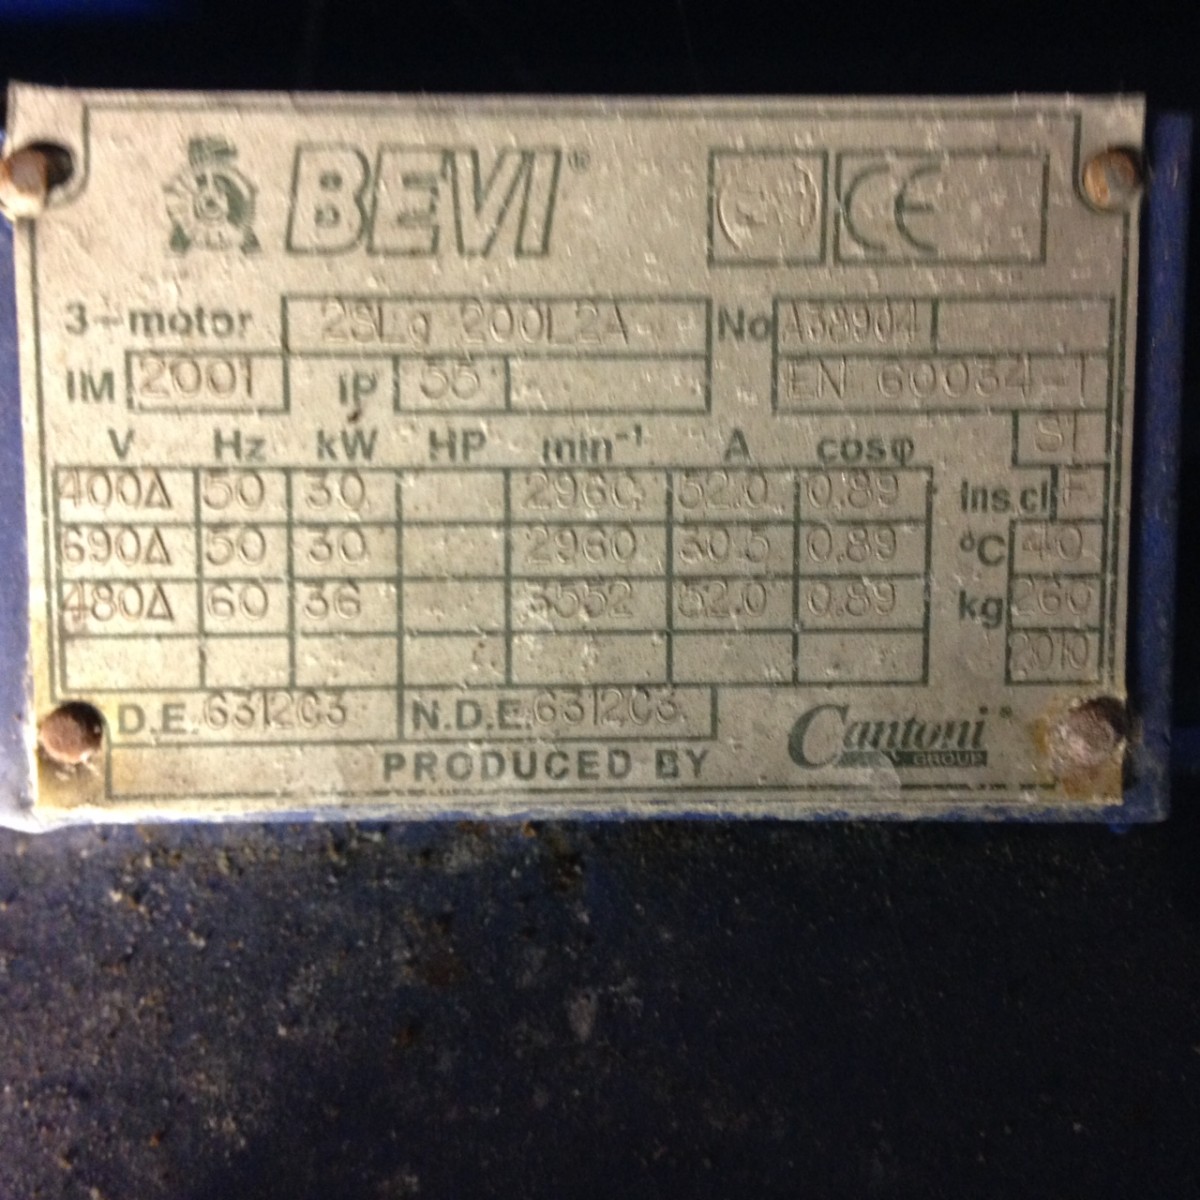 BEVI® CE
3~motor 2SLg 200L2A No A38904
IM 2001 IP 55 EN 60034-1
V Hz kW HP min⁻¹ A cosφ S1
400Δ 50 30 2960 52.0 0.89 Ins.cl. F
690Δ 50 30 2960 30.5 0.89 °C 40
480Δ 60 36 3552 52.0 0.89 kg 260
2010
D.E. 6312C3 N.D.E. 6312C3
PRODUCED BY Cantoni®
GROUP